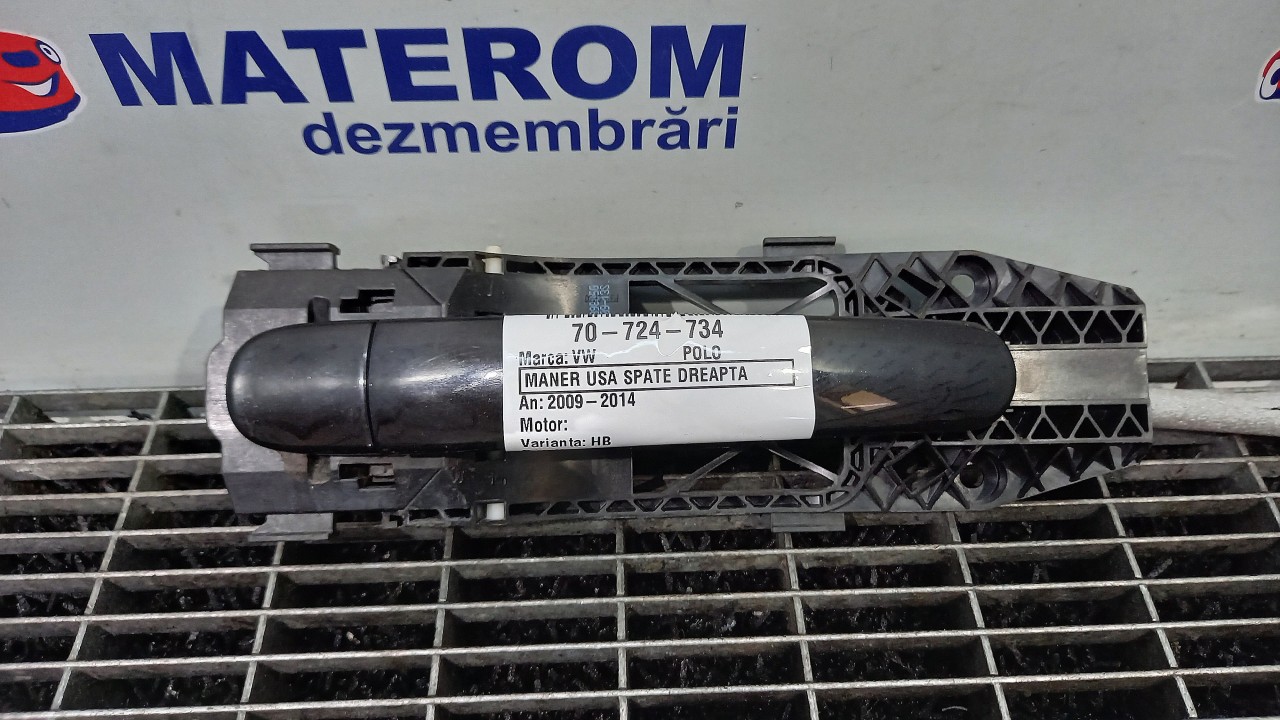 MATEROM
dezmembrări
70-724-734
Marca: VW POLO
MANER USA SPATE DREAPTA
An: 2009-2014
Motor:
Varianta: HB